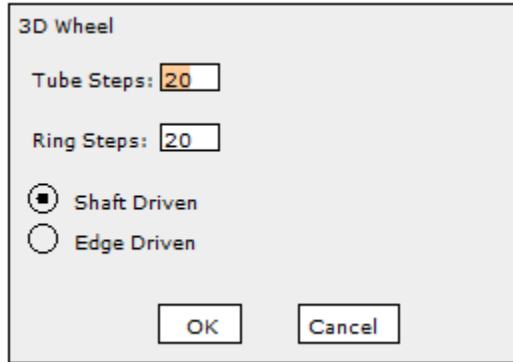 3D Wheel
Tube Steps: 20
Ring Steps: 20
Shaft Driven
Edge Driven
OK Cancel